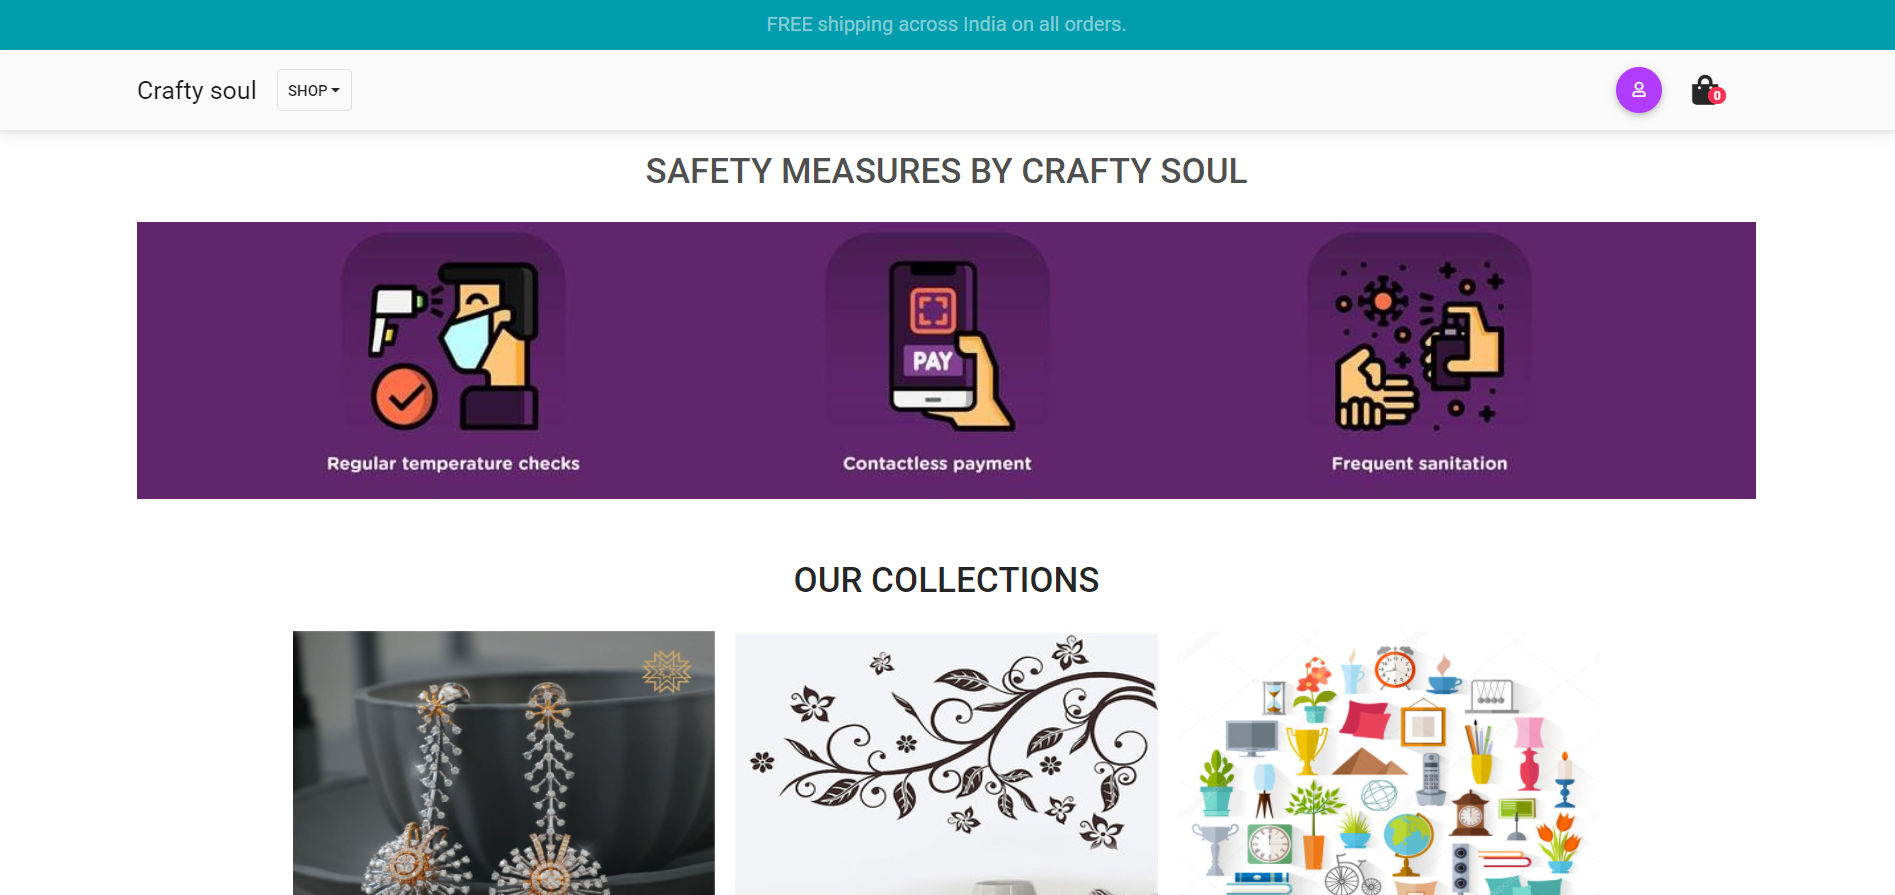 FREE shipping across India on all orders.
Crafty soul
SHOP
0
SAFETY MEASURES BY CRAFTY SOUL
PAY
Regular temperature checks
Contactless payment
Frequent sanitation
OUR COLLECTIONS